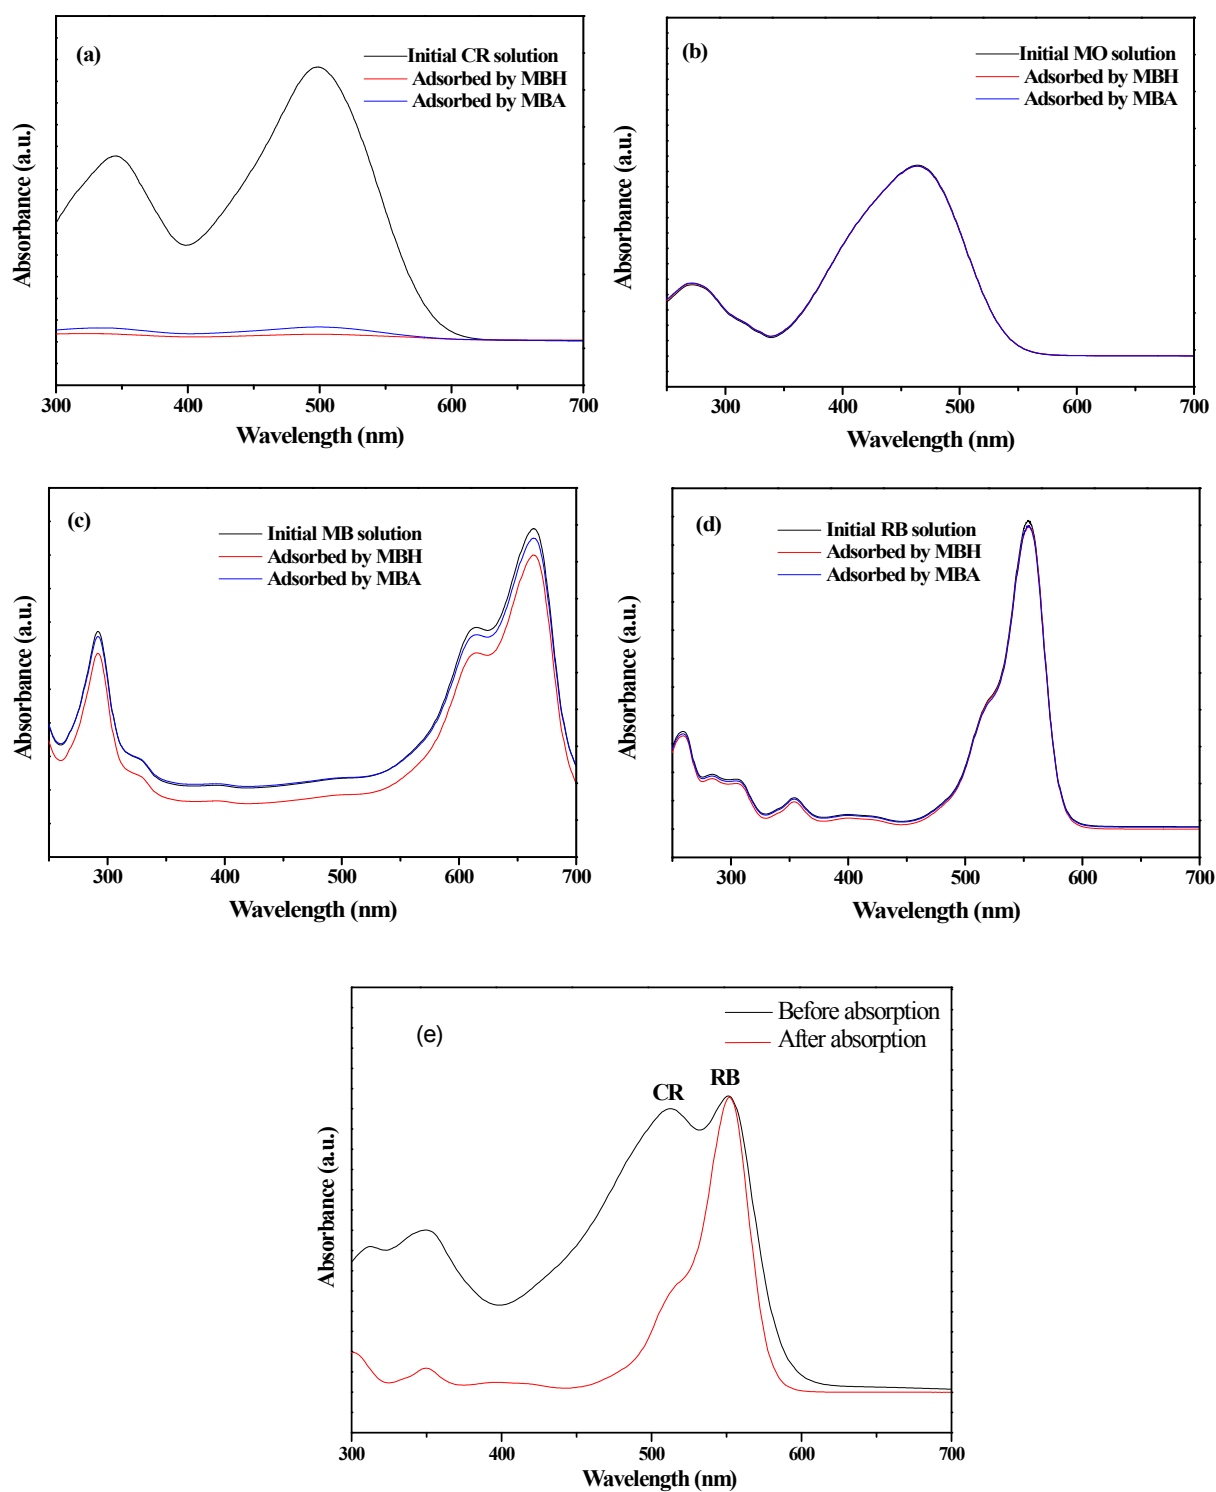 (a)
Initial CR solution
Adsorbed by MBH
Adsorbed by MBA
Absorbance (a.u.)
300 400 500 600 700
Wavelength (nm)
(b)
Initial MO solution
Adsorbed by MBH
Adsorbed by MBA
Absorbance (a.u.)
300 400 500 600 700
Wavelength (nm)
(c)
Initial MB solution
Adsorbed by MBH
Adsorbed by MBA
Absorbance (a.u.)
300 400 500 600 700
Wavelength (nm)
(d)
Initial RB solution
Adsorbed by MBH
Adsorbed by MBA
Absorbance (a.u.)
300 400 500 600 700
Wavelength (nm)
(e)
Before absorption
After absorption
CR RB
Absorbance (a.u.)
300 400 500 600 700
Wavelength (nm)